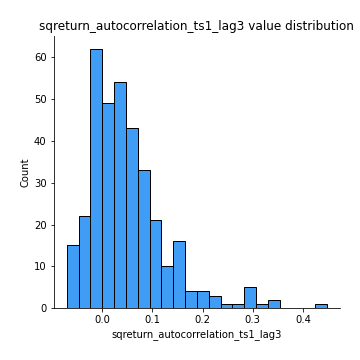 sqreturn_autocorrelation_ts1_lag3 value distribution
60
50
40
30
20
10
0
Count
0.0 0.1 0.2 0.3 0.4
sqreturn_autocorrelation_ts1_lag3